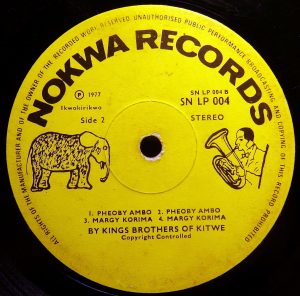 ALL RIGHTS OF THE MANUFACTURER AND OF THE OWNER OF THE RECORDED WORK RESERVED. UNAUTHORISED PUBLIC PERFORMANCE BROADCASTING AND COPYING OF THIS RECORD PROHIBITED
NOKWA RECORDS
℗ 1977
SN LP 004 B
Ikwokirikwa
SN LP 004
Side 2
STEREO
1. PHEOBY AMBO 2. PHEOBY AMBO
3. MARGY KORIMA 4. MARGY KORIMA
BY KINGS BROTHERS OF KITWE
Copyright Controlled